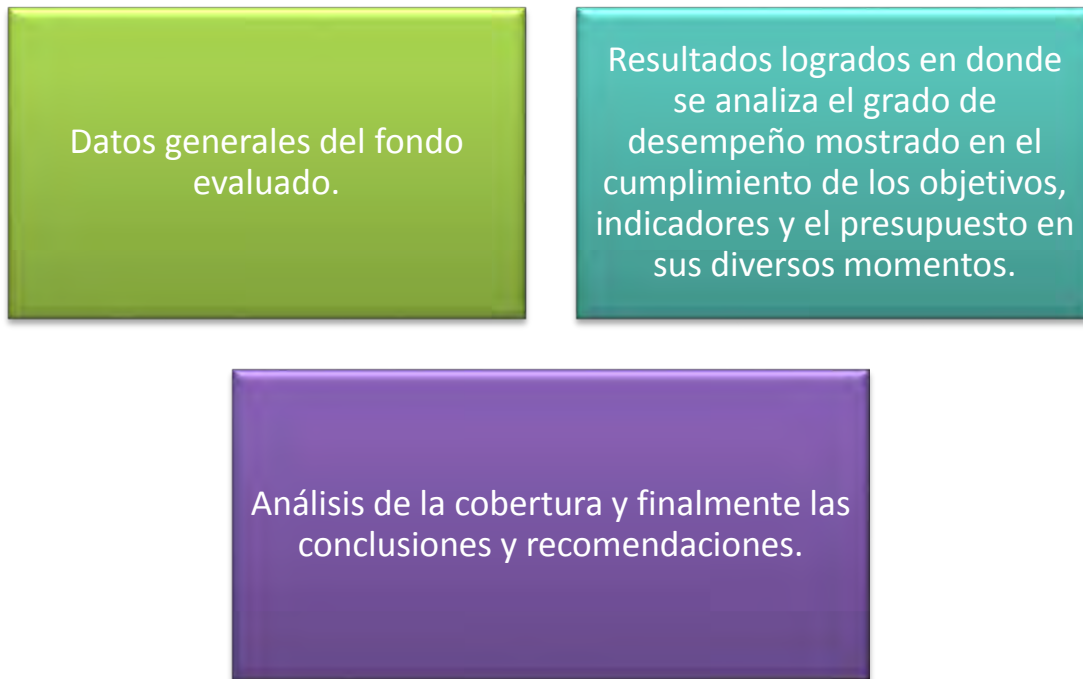 Datos generales del fondo
evaluado.
Resultados logrados en donde
se analiza el grado de
desempeño mostrado en el
cumplimiento de los objetivos,
indicadores y el presupuesto en
sus diversos momentos.
Análisis de la cobertura y finalmente las
conclusiones y recomendaciones.